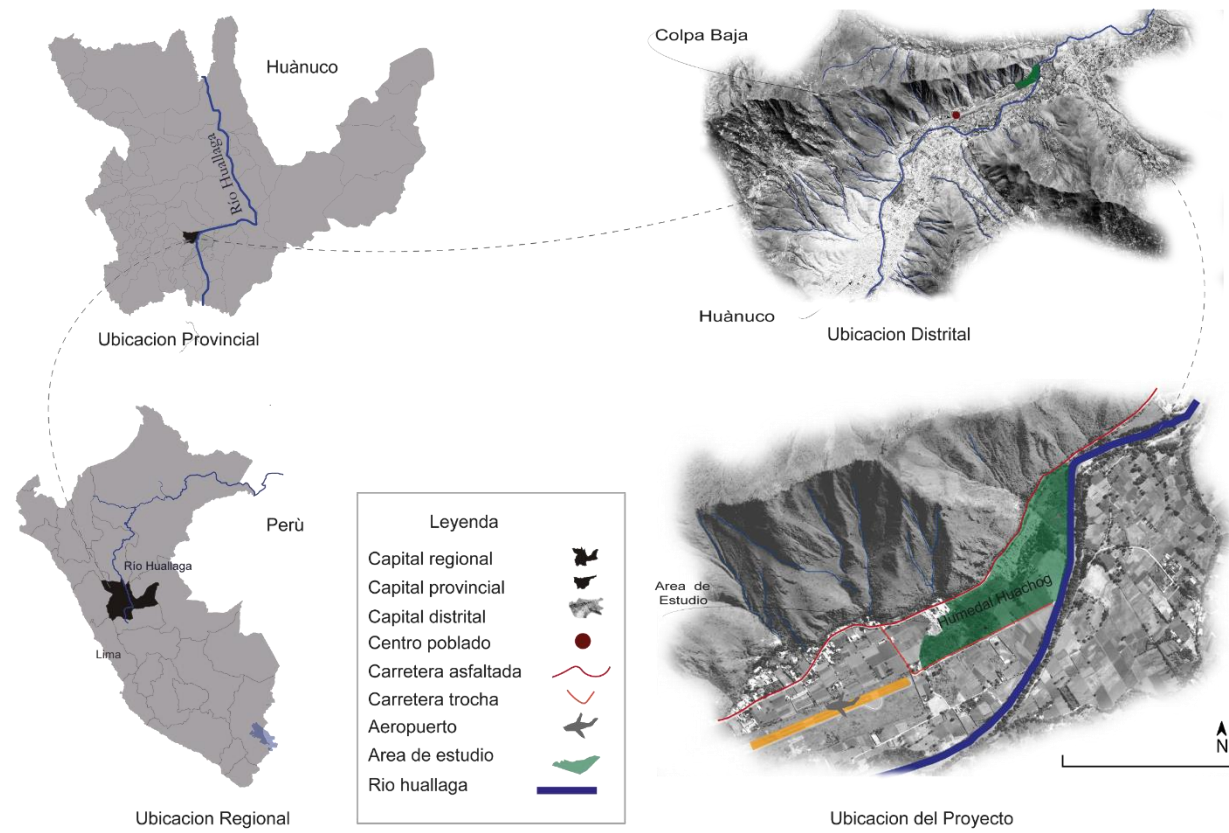 Huànuco
Río Huallaga
Ubicacion Provincial
Colpa Baja
Huànuco
Ubicacion Distrital
Perù
Río Huallaga
Lima
Ubicacion Regional
Leyenda
Capital regional
Capital provincial
Capital distrital
Centro poblado
Carretera asfaltada
Carretera trocha
Aeropuerto
Area de estudio
Rio huallaga
Area de
Estudio
Humedal Huachog
N
Ubicacion del Proyecto